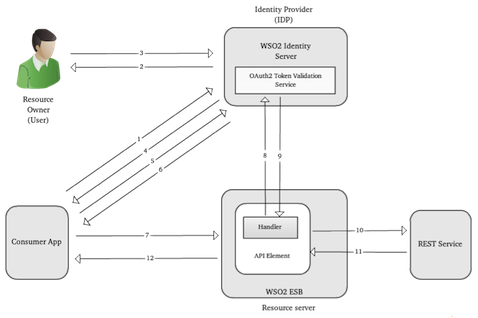 Identity Provider
(IDP)
WSO2 Identity
Server
OAuth2 Token Validation
Service
3
2
Resource
Owner
(User)
1
4
5
6
8
9
Consumer App
7
12
Handler
API Element
WSO2 ESB
Resource server
10
11
REST Service